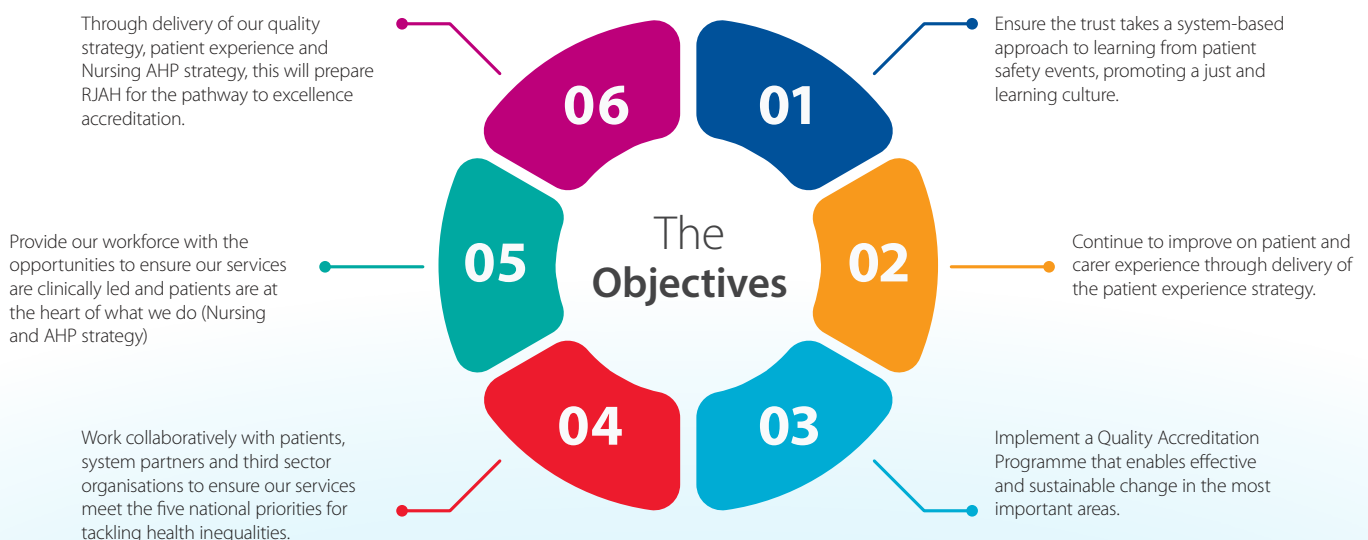 The
Objectives
01
Ensure the trust takes a system-based
approach to learning from patient
safety events, promoting a just and
learning culture.
02
Continue to improve on patient and
carer experience through delivery of
the patient experience strategy.
03
Implement a Quality Accreditation
Programme that enables effective
and sustainable change in the most
important areas.
04
Work collaboratively with patients,
system partners and third sector
organisations to ensure our services
meet the five national priorities for
tackling health inequalities.
05
Provide our workforce with the
opportunities to ensure our services
are clinically led and patients are at
the heart of what we do (Nursing
and AHP strategy)
06
Through delivery of our quality
strategy, patient experience and
Nursing AHP strategy, this will prepare
RJAH for the pathway to excellence
accreditation.